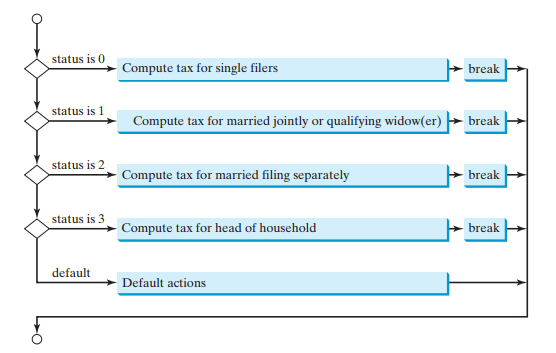 status is 0
Compute tax for single filers
break
status is 1
Compute tax for married jointly or qualifying widow(er)
break
status is 2
Compute tax for married filing separately
break
status is 3
Compute tax for head of household
break
default
Default actions